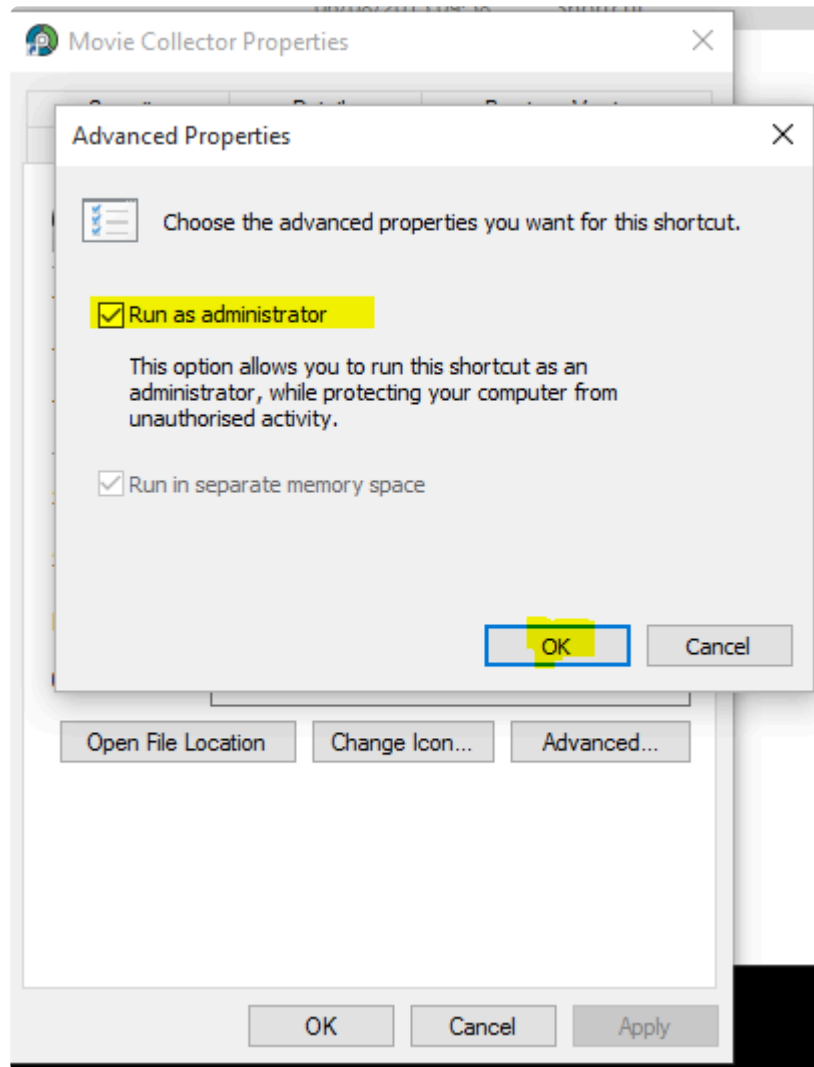 Movie Collector Properties
Advanced Properties
Choose the advanced properties you want for this shortcut.
Run as administrator
This option allows you to run this shortcut as an
administrator, while protecting your computer from
unauthorised activity.
Run in separate memory space
OK
Cancel
Open File Location
Change Icon...
Advanced...
OK
Cancel
Apply